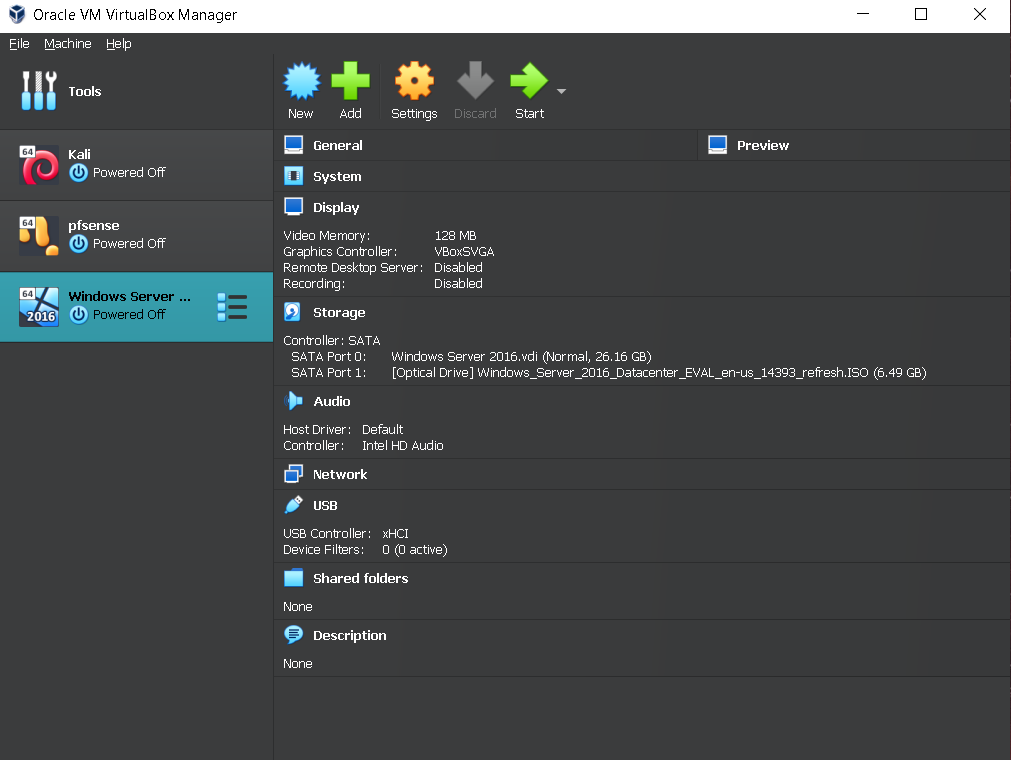 Oracle VM VirtualBox Manager
File Machine Help
Tools
New Add Settings Discard Start
64
Kali
Powered Off
64
pfsense
Powered Off
64
2016
Windows Server ...
Powered Off
General
Preview
System
Display
Video Memory: 128 MB
Graphics Controller: VBoxSVGA
Remote Desktop Server: Disabled
Recording: Disabled
Storage
Controller: SATA
SATA Port 0: Windows Server 2016.vdi (Normal, 26.16 GB)
SATA Port 1: [Optical Drive] Windows_Server_2016_Datacenter_EVAL_en-us_14393_refresh.ISO (6.49 GB)
Audio
Host Driver: Default
Controller: Intel HD Audio
Network
USB
USB Controller: xHCI
Device Filters: 0 (0 active)
Shared folders
None
Description
None